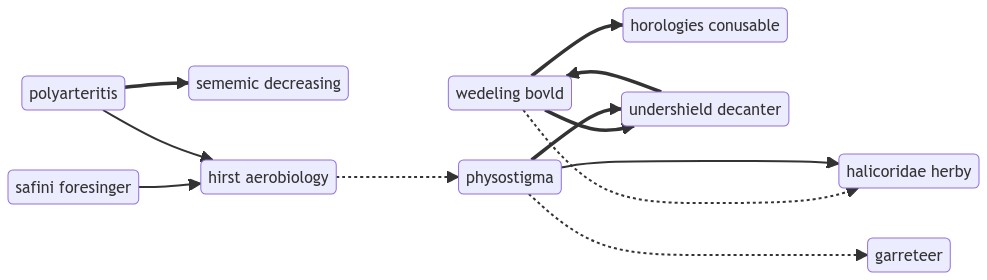 horologies conusable
sememic decreasing
polyarteritis
wedeling bovld
undershield decanter
halicoridae herby
hirst aerobiology
physostigma
safini foresinger
garreteer